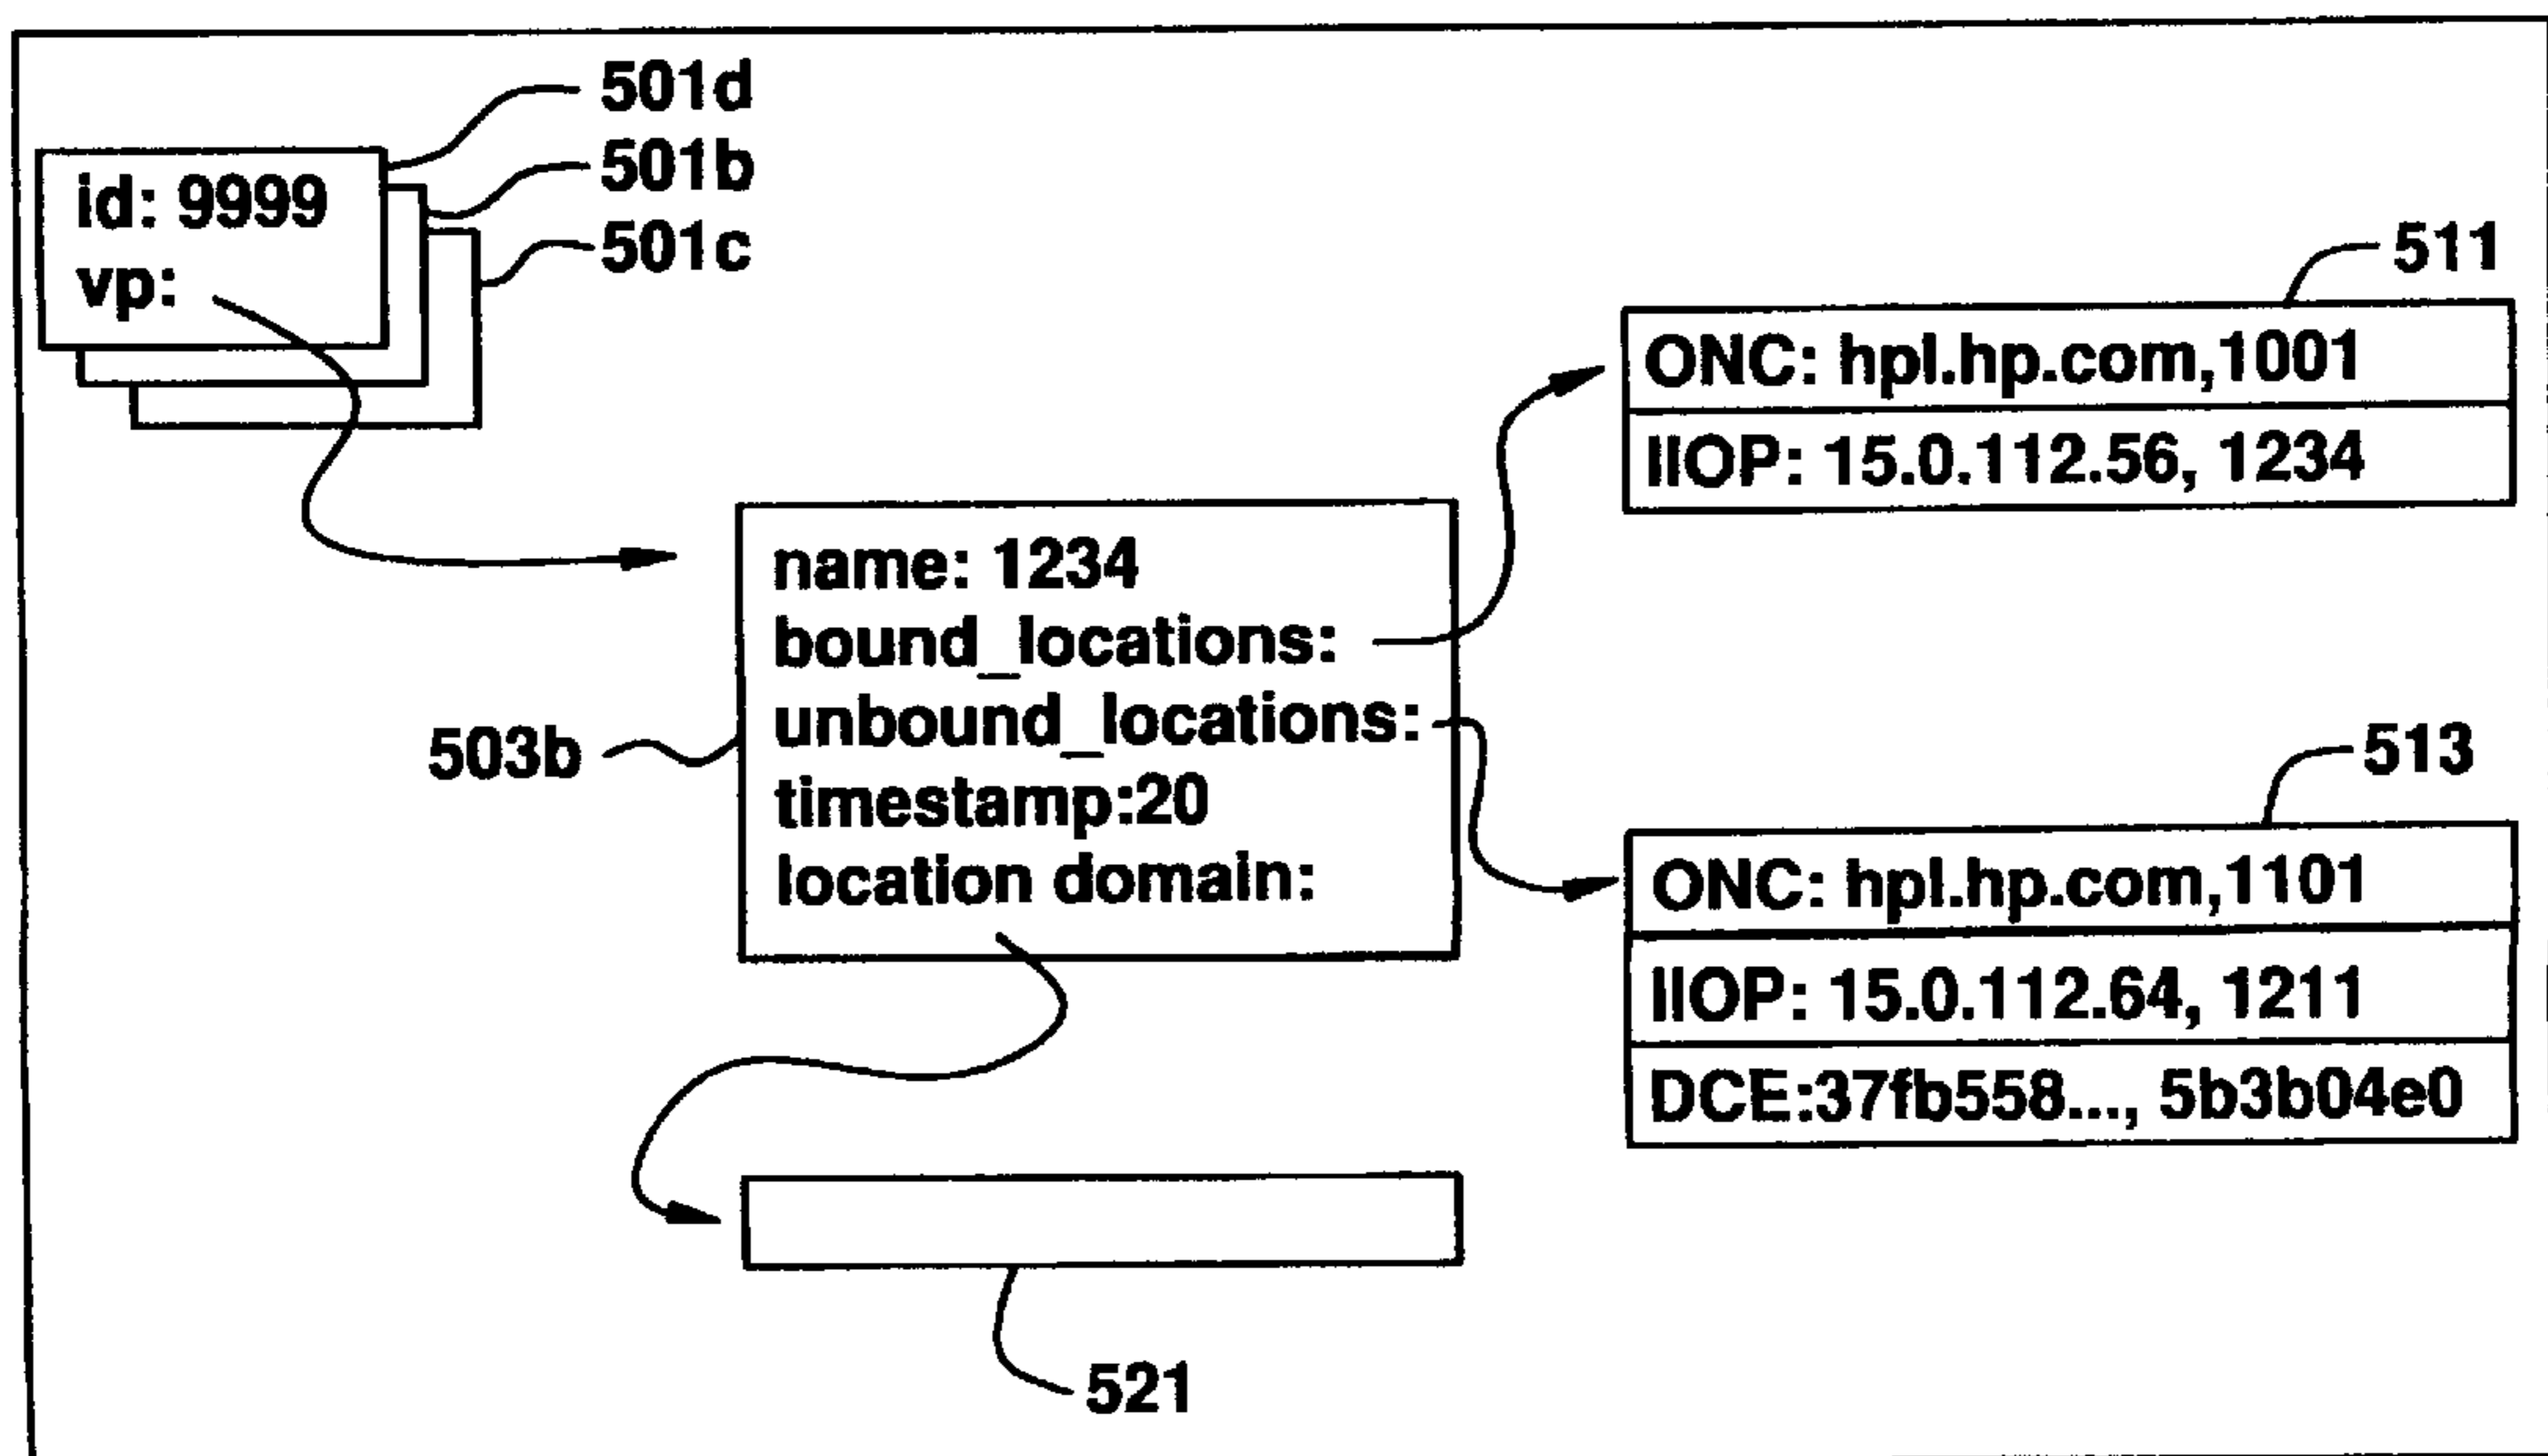 501d
501b
501c
id: 9999
vp:
511
ONC: hpl.hp.com,1001
IIOP: 15.0.112.56, 1234
name: 1234
bound_locations:
unbound_locations:
timestamp:20
location domain:
503b
513
ONC: hpl.hp.com,1101
IIOP: 15.0.112.64, 1211
DCE:37fb558..., 5b3b04e0
521